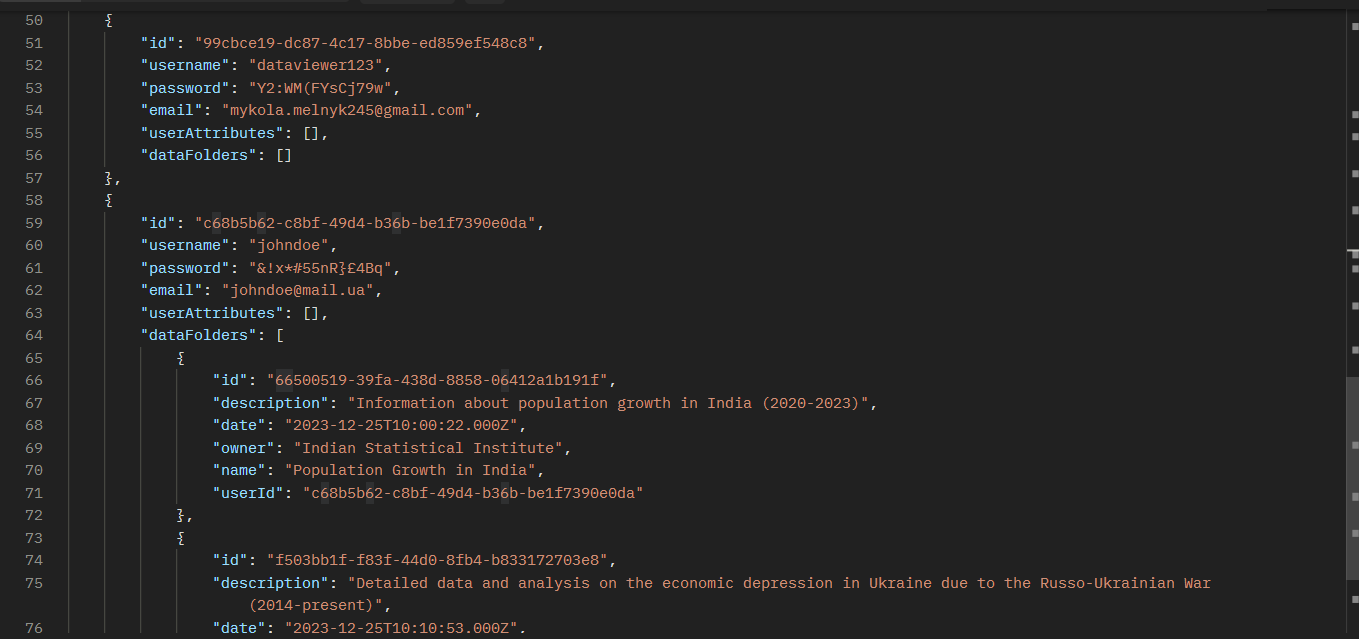 50 {
51 "id": "99cbce19-dc87-4c17-8bbe-ed859ef548c8",
52 "username": "dataviewer123",
53 "password": "Y2:WM(FYsCj79w",
54 "email": "mykola.melnyk245@gmail.com",
55 "userAttributes": [],
56 "dataFolders": []
57 },
58 {
59 "id": "c68b5b62-c8bf-49d4-b36b-be1f7390e0da",
60 "username": "johndoe",
61 "password": "&!x*#55nR}£4Bq",
62 "email": "johndoe@mail.ua",
63 "userAttributes": [],
64 "dataFolders": [
65 {
66 "id": "66500519-39fa-438d-8858-06412a1b191f",
67 "description": "Information about population growth in India (2020-2023)",
68 "date": "2023-12-25T10:00:22.000Z",
69 "owner": "Indian Statistical Institute",
70 "name": "Population Growth in India",
71 "userId": "c68b5b62-c8bf-49d4-b36b-be1f7390e0da"
72 },
73 {
74 "id": "f503bb1f-f83f-44d0-8fb4-b833172703e8",
75 "description": "Detailed data and analysis on the economic depression in Ukraine due to the Russo-Ukrainian War
(2014-present)",
76 "date": "2023-12-25T10:10:53.000Z",